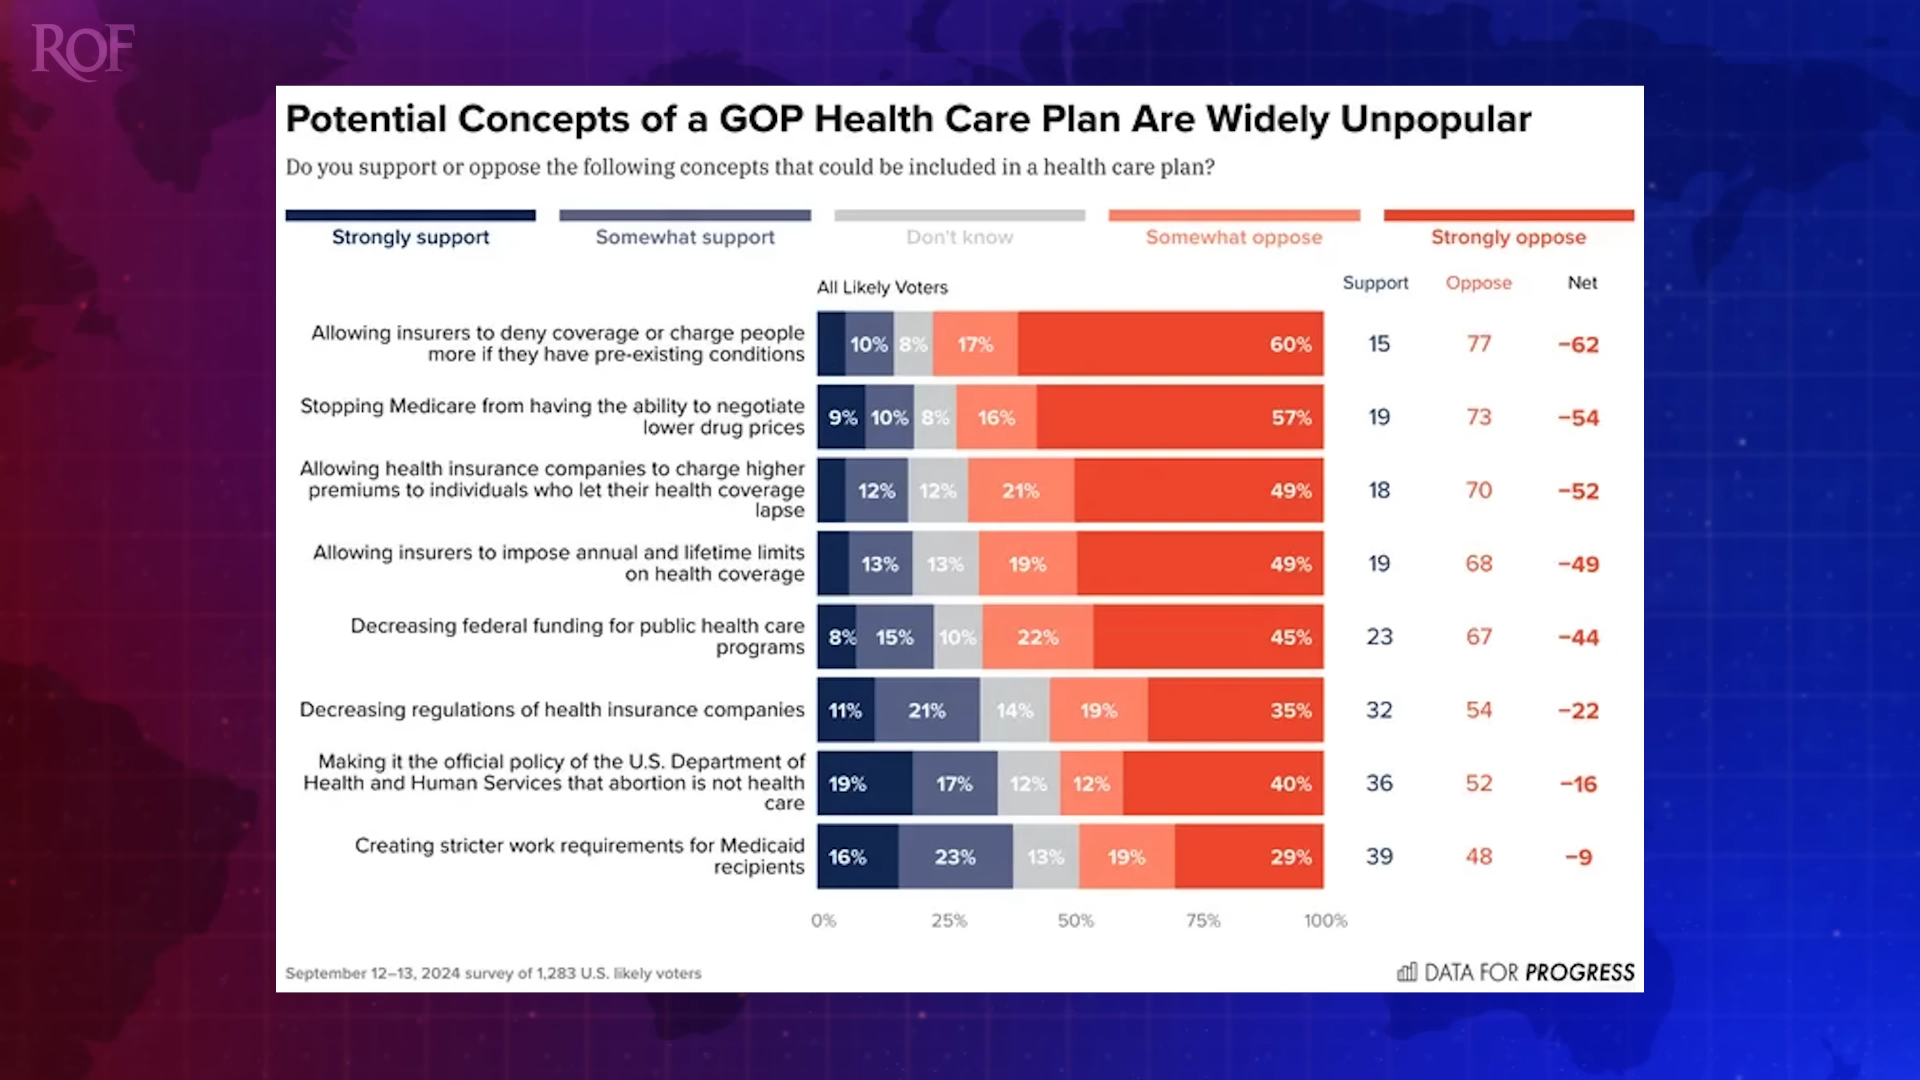 ROF
Potential Concepts of a GOP Health Care Plan Are Widely Unpopular
Do you support or oppose the following concepts that could be included in a health care plan?
Strongly support
Somewhat support
Don't know
Somewhat oppose
Strongly oppose
All Likely Voters
Support Oppose Net
Allowing insurers to deny coverage or charge people
more if they have pre-existing conditions
10% 8% 17% 60% 15 77 −62
Stopping Medicare from having the ability to negotiate
lower drug prices
9% 10% 8% 16% 57% 19 73 −54
Allowing health insurance companies to charge higher
premiums to individuals who let their health coverage
lapse
12% 12% 21% 49% 18 70 −52
Allowing insurers to impose annual and lifetime limits
on health coverage
13% 13% 19% 49% 19 68 −49
Decreasing federal funding for public health care
programs
8% 15% 10% 22% 45% 23 67 −44
Decreasing regulations of health insurance companies
11% 21% 14% 19% 35% 32 54 −22
Making it the official policy of the U.S. Department of
Health and Human Services that abortion is not health
care
19% 17% 12% 12% 40% 36 52 −16
Creating stricter work requirements for Medicaid
recipients
16% 23% 13% 19% 29% 39 48 −9
0% 25% 50% 75% 100%
September 12–13, 2024 survey of 1,283 U.S. likely voters
DATA FOR PROGRESS